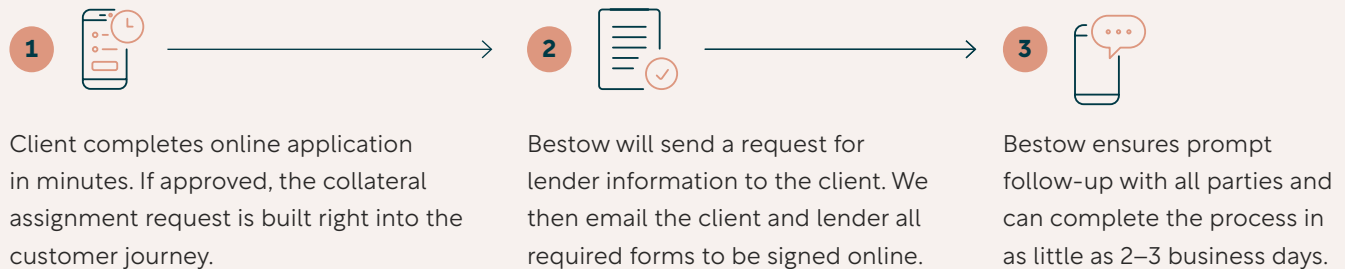 1
Client completes online application
in minutes. If approved, the collateral
assignment request is built right into the
customer journey.
2
Bestow will send a request for
lender information to the client. We
then email the client and lender all
required forms to be signed online.
3
Bestow ensures prompt
follow-up with all parties and
can complete the process in
as little as 2–3 business days.